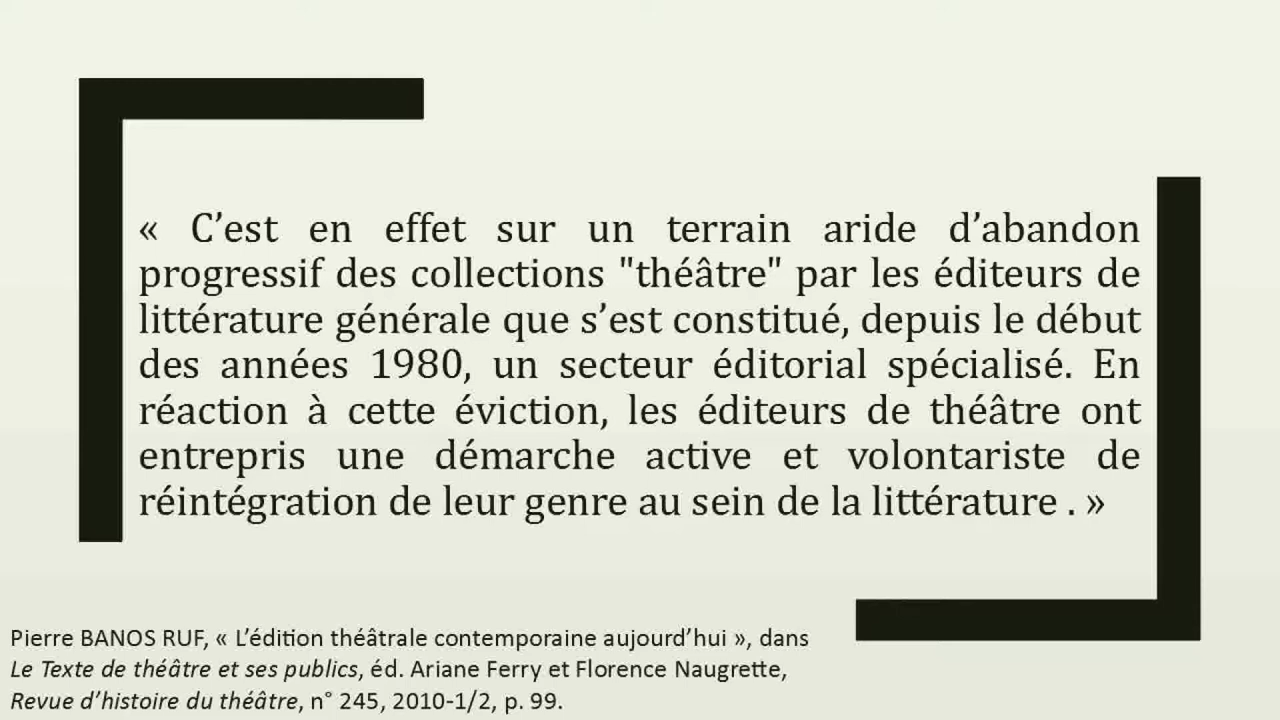 « C’est en effet sur un terrain aride d’abandon
progressif des collections "théâtre" par les éditeurs de
littérature générale que s’est constitué, depuis le début
des années 1980, un secteur éditorial spécialisé. En
réaction à cette éviction, les éditeurs de théâtre ont
entrepris une démarche active et volontariste de
réintégration de leur genre au sein de la littérature . »
Pierre BANOS RUF, « L’édition théâtrale contemporaine aujourd’hui », dans
Le Texte de théâtre et ses publics, éd. Ariane Ferry et Florence Naugrette,
Revue d’histoire du théâtre, n° 245, 2010-1/2, p. 99.